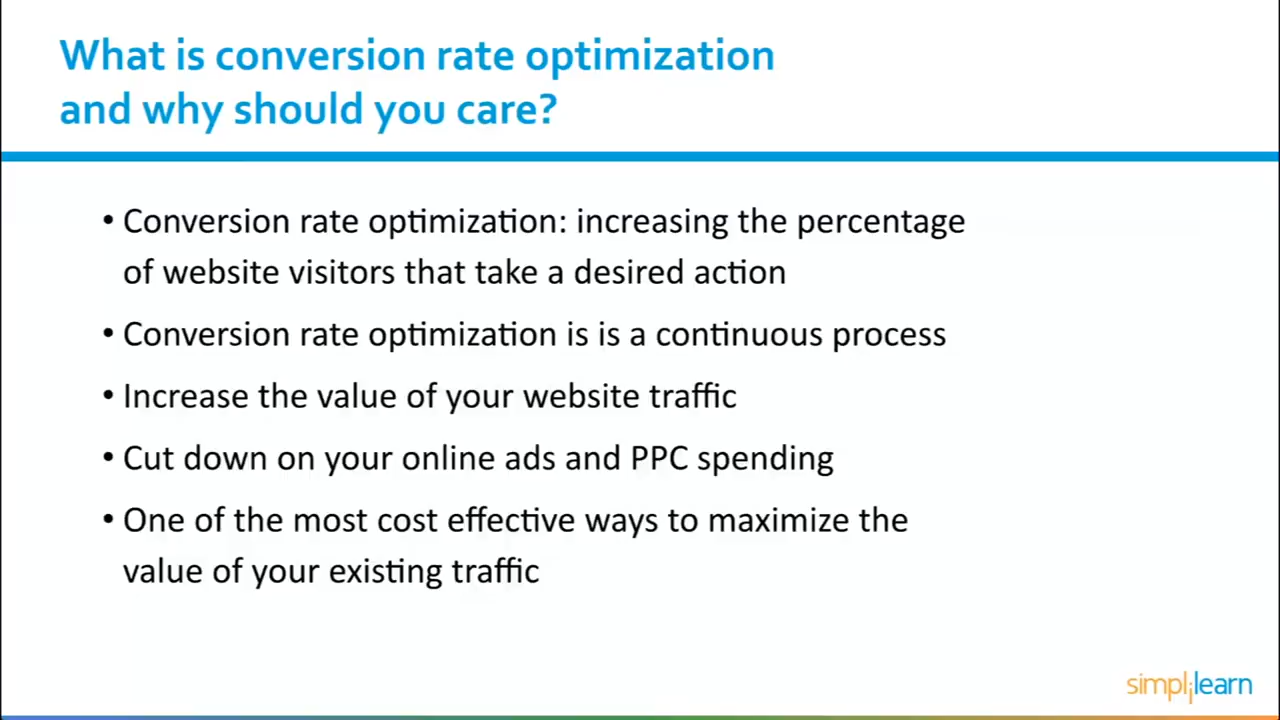 What is conversion rate optimization
and why should you care?
• Conversion rate optimization: increasing the percentage
of website visitors that take a desired action
• Conversion rate optimization is is a continuous process
• Increase the value of your website traffic
• Cut down on your online ads and PPC spending
• One of the most cost effective ways to maximize the
value of your existing traffic
simplilearn